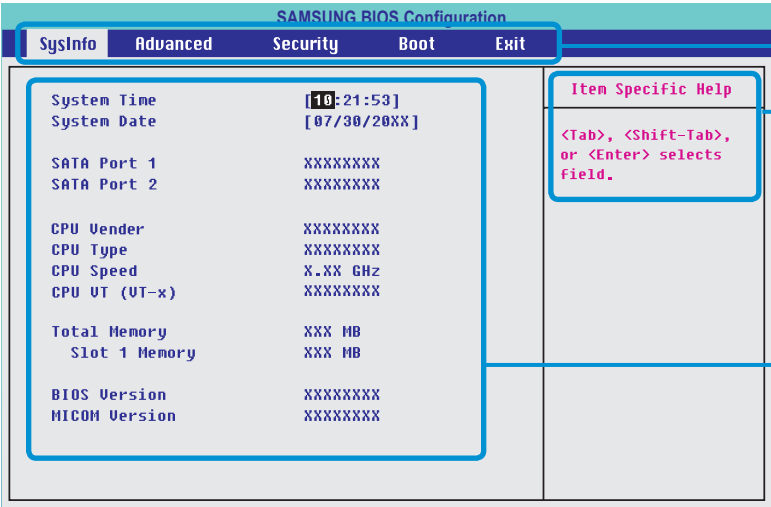 SAMSUNG BIOS Configuration
SysInfo Advanced Security Boot Exit
System Time [10:21:53]
System Date [07/30/20XX]
SATA Port 1 XXXXXXXX
SATA Port 2 XXXXXXXX
CPU Vender XXXXXXXX
CPU Type XXXXXXXX
CPU Speed X.XX GHz
CPU VT (VT-x) XXXXXXXX
Total Memory XXX MB
Slot 1 Memory XXX MB
BIOS Version XXXXXXXX
MICOM Version XXXXXXXX
Item Specific Help
<Tab>, <Shift-Tab>,
or <Enter> selects
field.